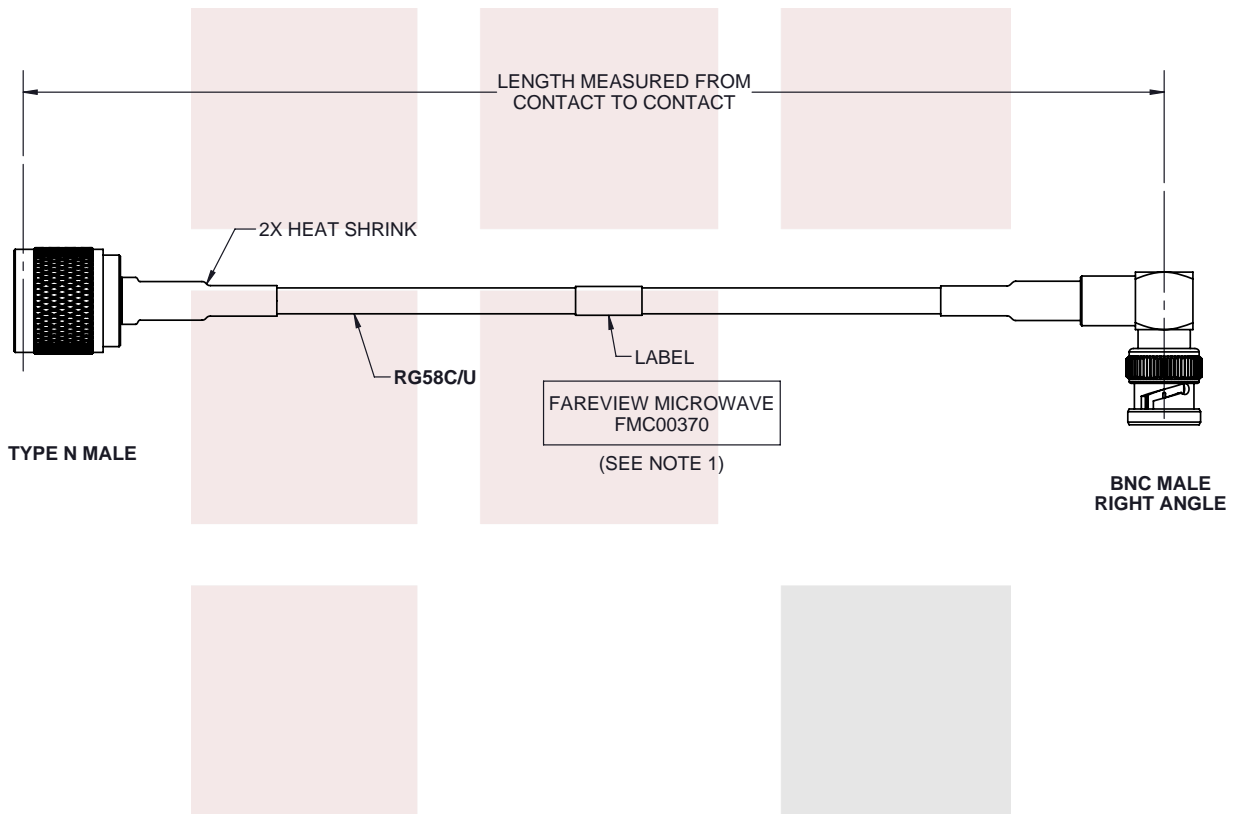 LENGTH MEASURED FROM
CONTACT TO CONTACT
2X HEAT SHRINK
LABEL
RG58C/U
FAREVIEW MICROWAVE
FMC00370
(SEE NOTE 1)
TYPE N MALE
BNC MALE
RIGHT ANGLE